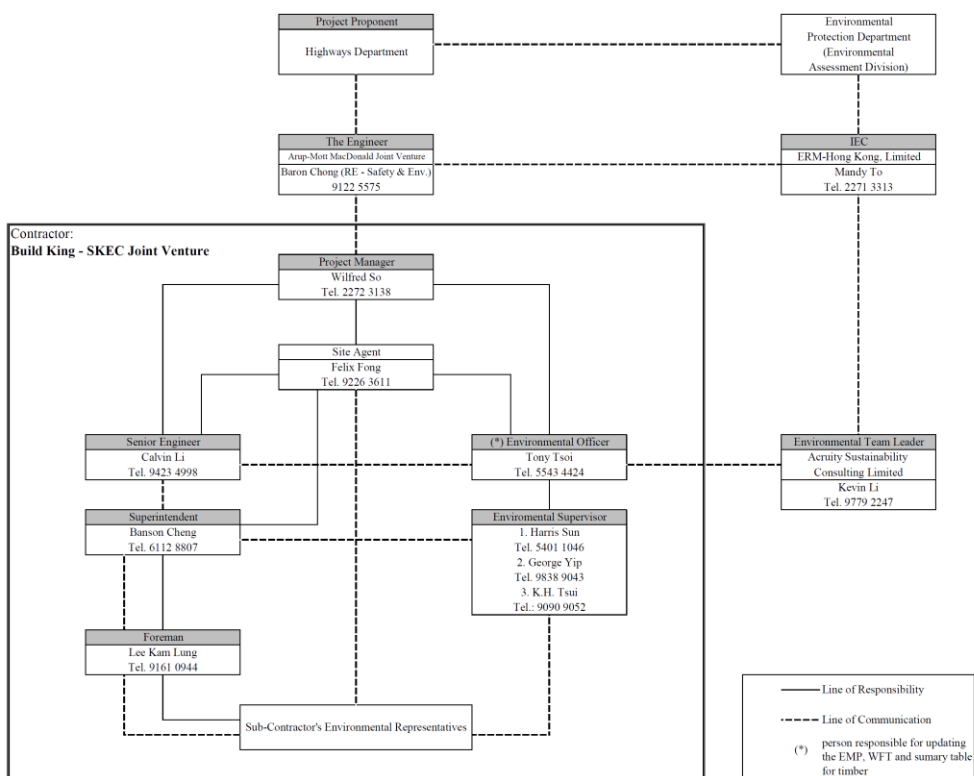 Project Proponent
Highways Department
Environmental
Protection Department
(Environmental
Assessment Division)
The Engineer
Arup-Mott MacDonald Joint Venture
Baron Chong (RE - Safety & Env.)
9122 5575
IEC
ERM-Hong Kong, Limited
Mandy To
Tel. 2271 3313
Contractor:
Build King - SKEC Joint Venture
Project Manager
Wilfred So
Tel. 2272 3138
Site Agent
Felix Fong
Tel. 9226 3611
Senior Engineer
Calvin Li
Tel. 9423 4998
(*) Environmental Officer
Tony Tsoi
Tel. 5543 4424
Environmental Team Leader
Acruity Sustainability
Consulting Limited
Kevin Li
Tel. 9779 2247
Superintendent
Banson Cheng
Tel. 6112 8807
Enviromental Supervisor
1. Harris Sun
Tel. 5401 1046
2. George Yip
Tel. 9838 9043
3. K.H. Tsui
Tel.: 9090 9052
Foreman
Lee Kam Lung
Tel. 9161 0944
Sub-Contractor's Environmental Representatives
Line of Responsibility
Line of Communication
(*) person responsible for updating
the EMP, WFT and sumary table
for timber